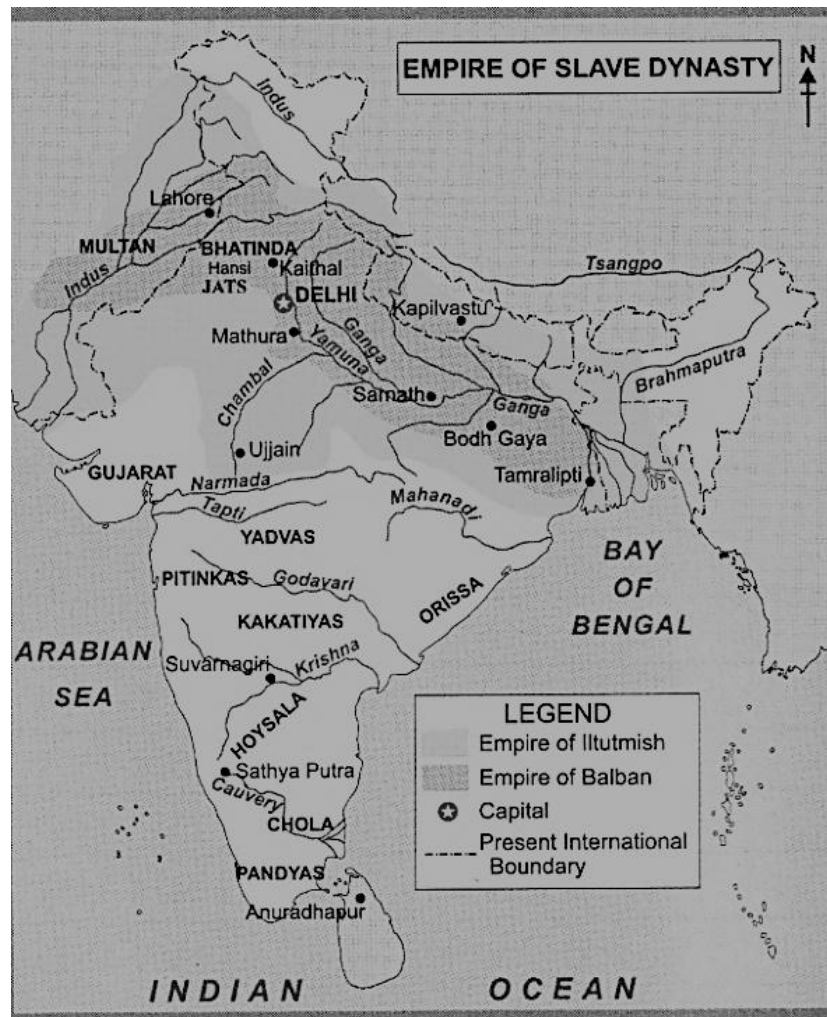 EMPIRE OF SLAVE DYNASTY
N
Indus
Lahore
MULTAN
BHATINDA
Hansi
Kaithal
JATS
Indus
DELHI
Tsangpo
Kapilvastu
Mathura
Yamuna
Ganga
Brahmaputra
Chambal
Sarnath
Ganga
Bodh Gaya
Ujjain
GUJARAT
Narmada
Tamralipti
Tapti
Mahanadi
YADVAS
BAY
OF
BENGAL
PITINKAS
Godavari
ORISSA
KAKATIYAS
ARABIAN
SEA
Suvarnagiri
Krishna
HOYSALA
Sathya Putra
Cauvery
CHOLA
PANDYAS
Anuradhapur
LEGEND
Empire of Iltutmish
Empire of Balban
Capital
Present International
Boundary
INDIAN OCEAN